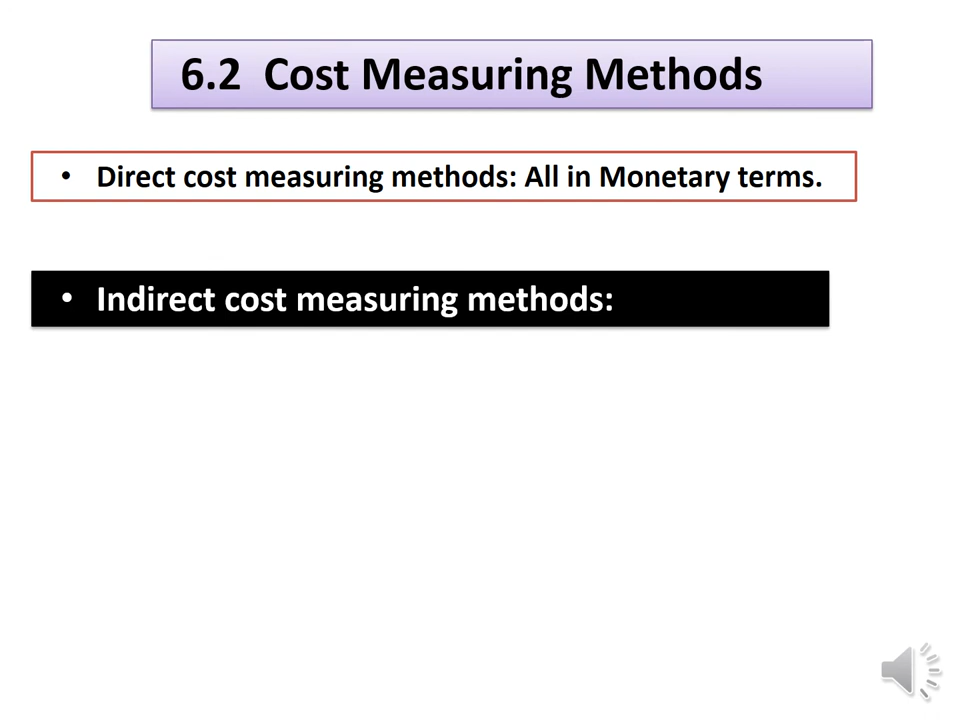 6.2 Cost Measuring Methods
• Direct cost measuring methods: All in Monetary terms.
• Indirect cost measuring methods: